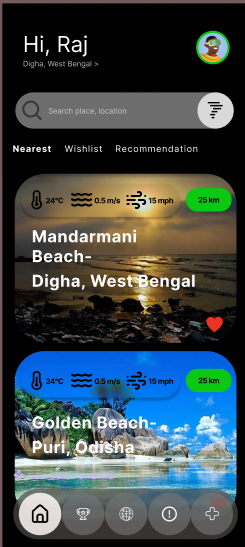 Hi, Raj
Digha, West Bengal >
Search place, location
Nearest Wishlist Recommendation
24°C 0.5 m/s 15 mph 25 km
Mandarmani
Beach-
Digha, West Bengal
24°C 0.5 m/s 15 mph 25 km
Golden Beach-
Puri, Odisha